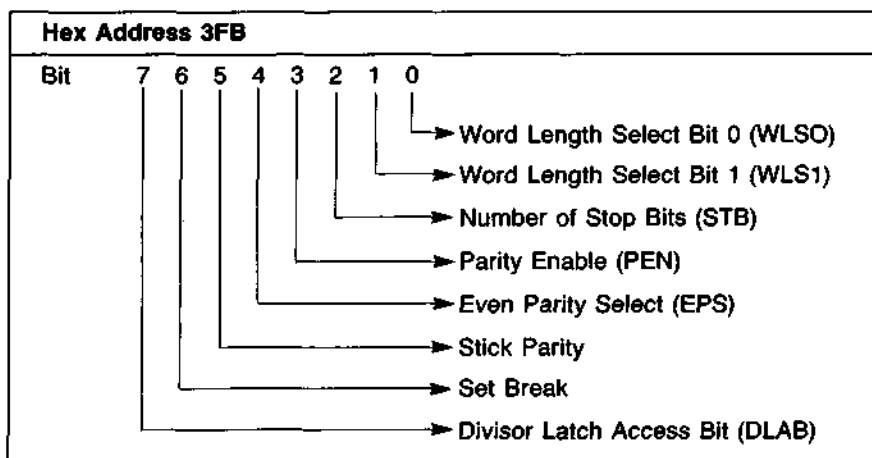 Hex Address 3FB
Bit 7 6 5 4 3 2 1 0
Word Length Select Bit 0 (WLSO)
Word Length Select Bit 1 (WLS1)
Number of Stop Bits (STB)
Parity Enable (PEN)
Even Parity Select (EPS)
Stick Parity
Set Break
Divisor Latch Access Bit (DLAB)